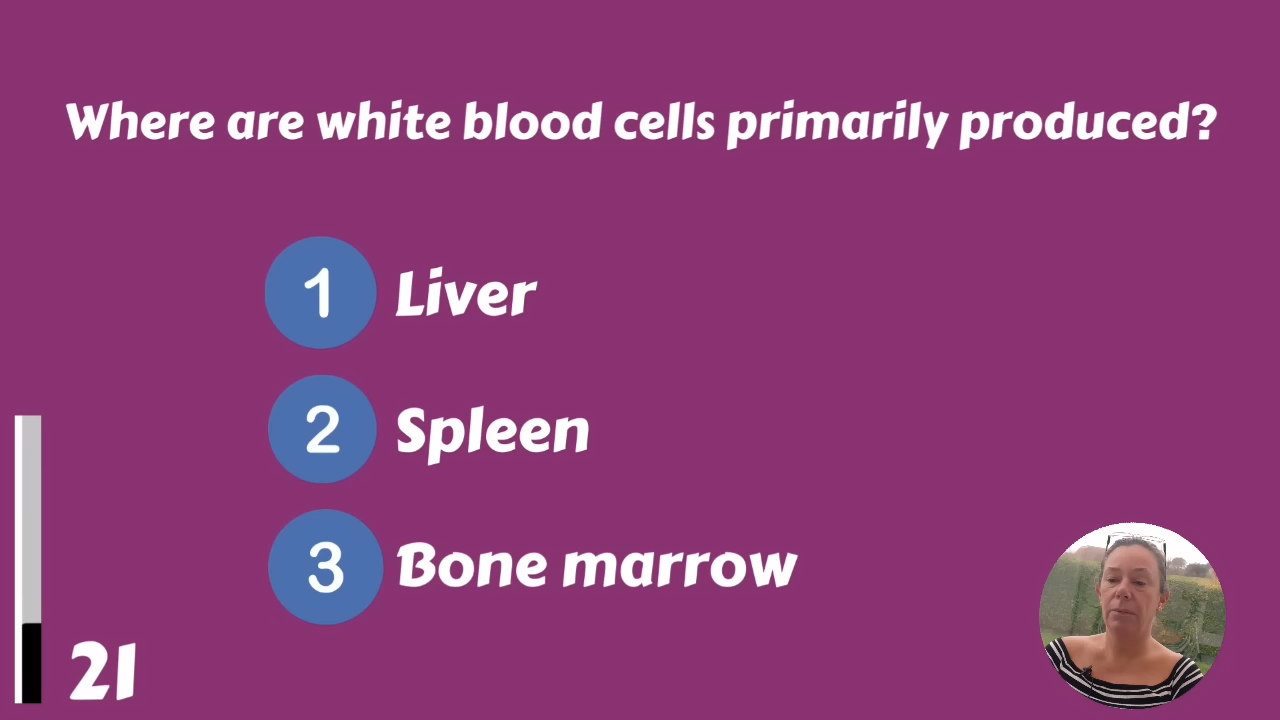 Where are white blood cells primarily produced?
1 Liver
2 Spleen
3 Bone marrow
21